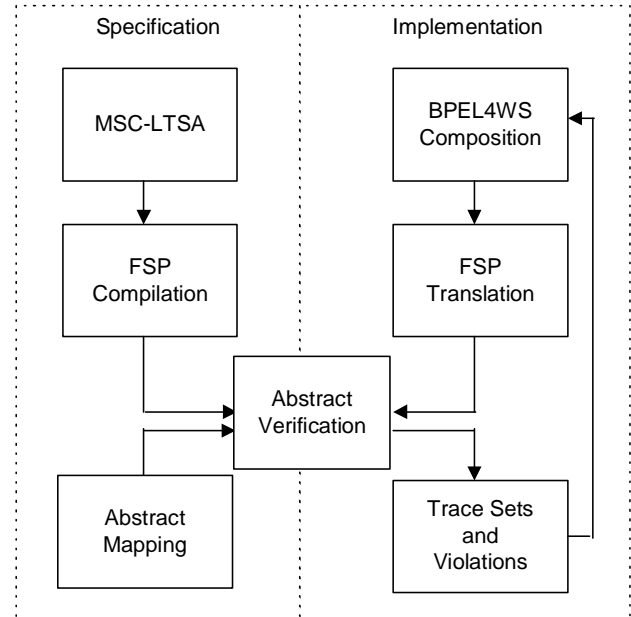 Specification
Implementation
MSC-LTSA
BPEL4WS
Composition
FSP
Compilation
FSP
Translation
Abstract
Verification
Abstract
Mapping
Trace Sets
and
Violations